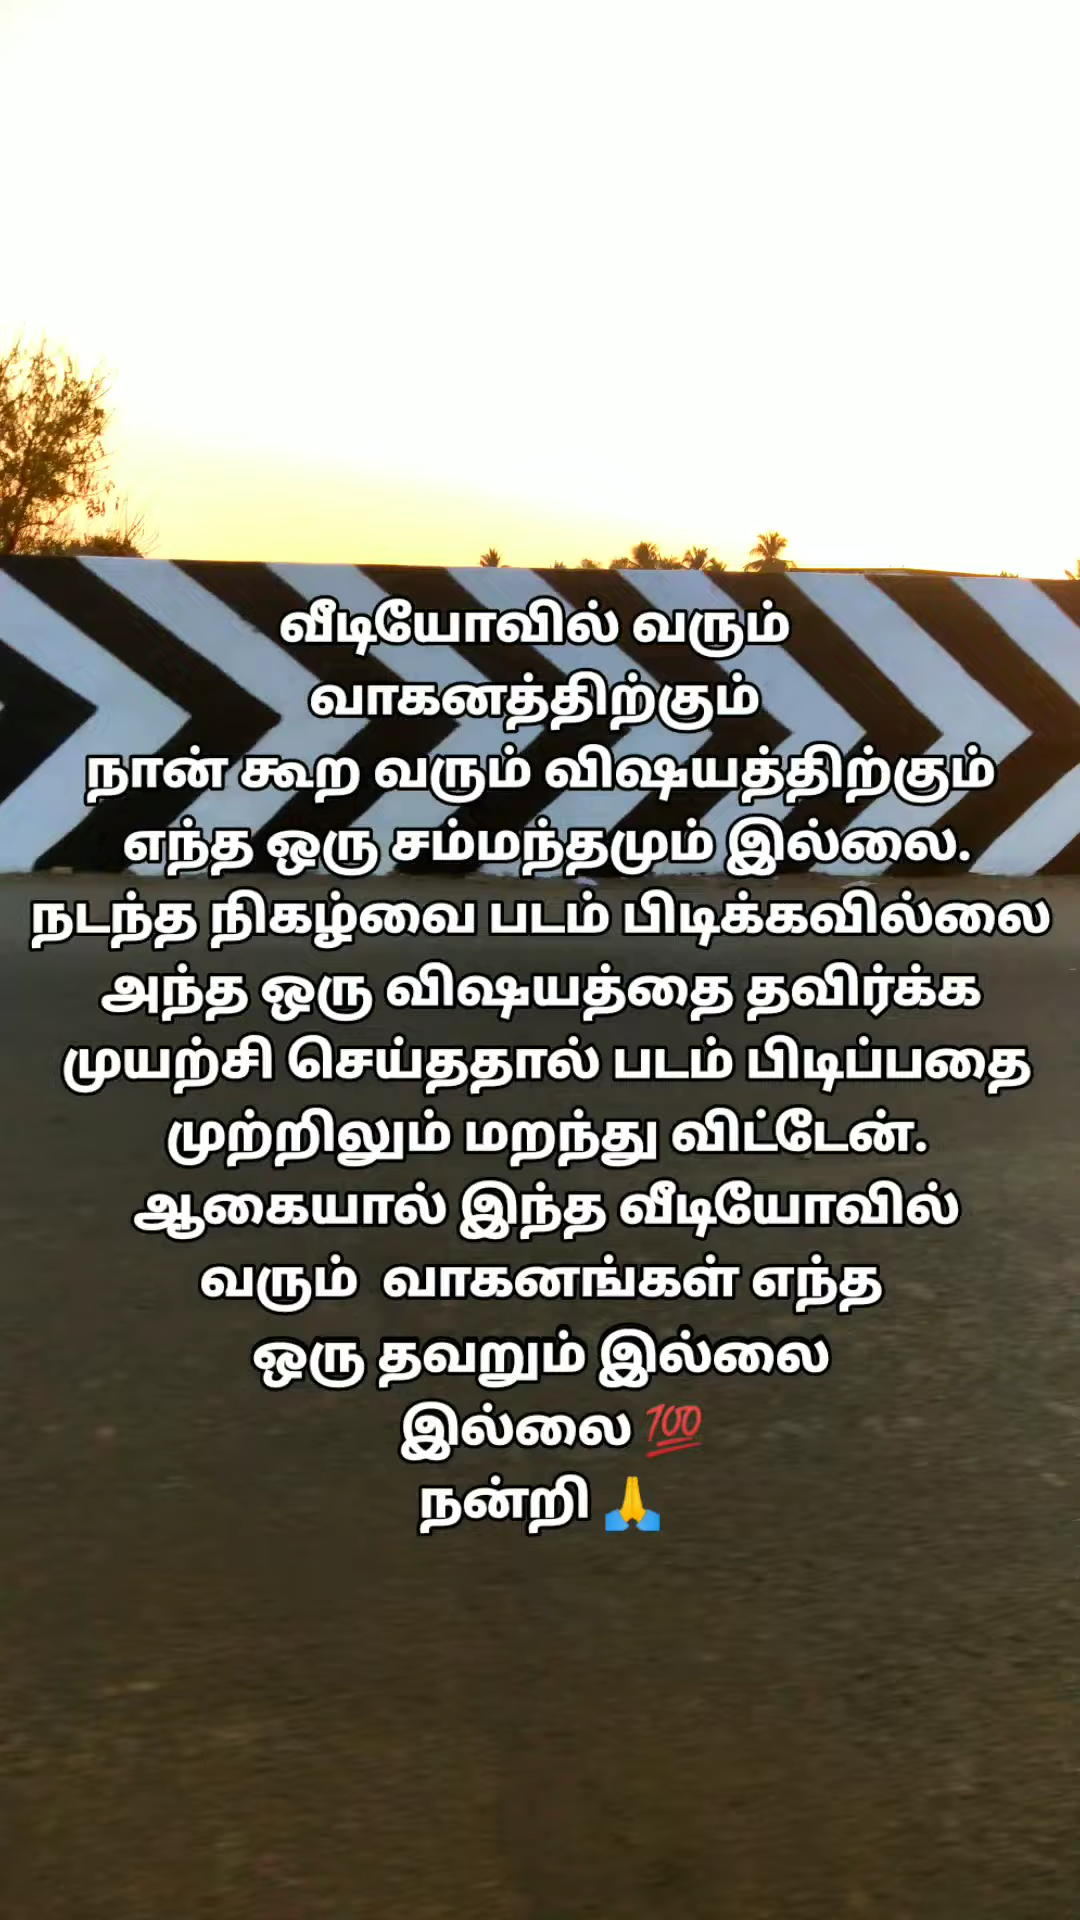 வீடியோவில் வரும்
வாகனத்திற்கும்
நான் கூற வரும் விஷயத்திற்கும்
எந்த ஒரு சம்மந்தமும் இல்லை.
நடந்த நிகழ்வை படம் பிடிக்கவில்லை
அந்த ஒரு விஷயத்தை தவிர்க்க
முயற்சி செய்ததால் படம் பிடிப்பதை
முற்றிலும் மறந்து விட்டேன்.
ஆகையால் இந்த வீடியோவில்
வரும் வாகனங்கள் எந்த
ஒரு தவறும் இல்லை
இல்லை 💯
நன்றி 🙏